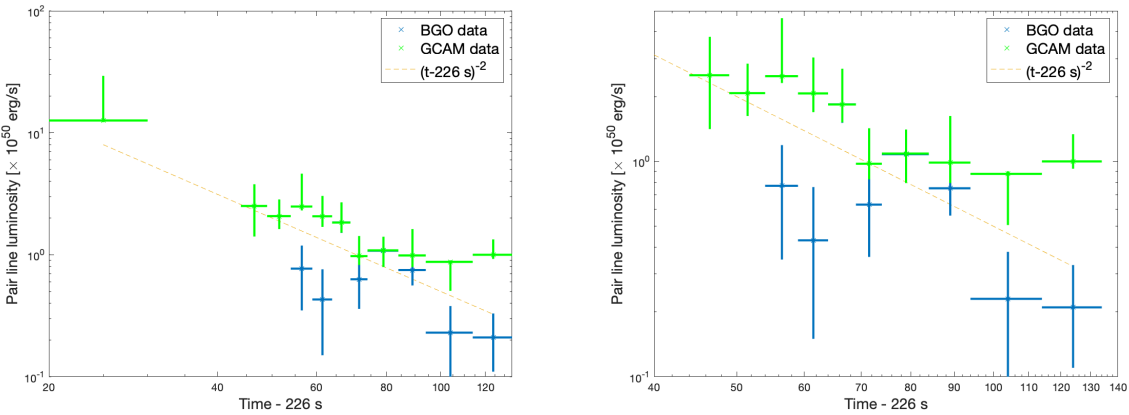 10^2
10^1
10^0
10^-1
Pair line luminosity [× 10^50 erg/s]
BGO data
GCAM data
(t-226 s)^-2
20
40
60
80
100
120
Time - 226 s
10^0
10^-1
Pair line luminosity [× 10^50 erg/s]
BGO data
GCAM data
(t-226 s)^-2
40
50
60
70
80
90
100
110
120
130
140
Time - 226 s